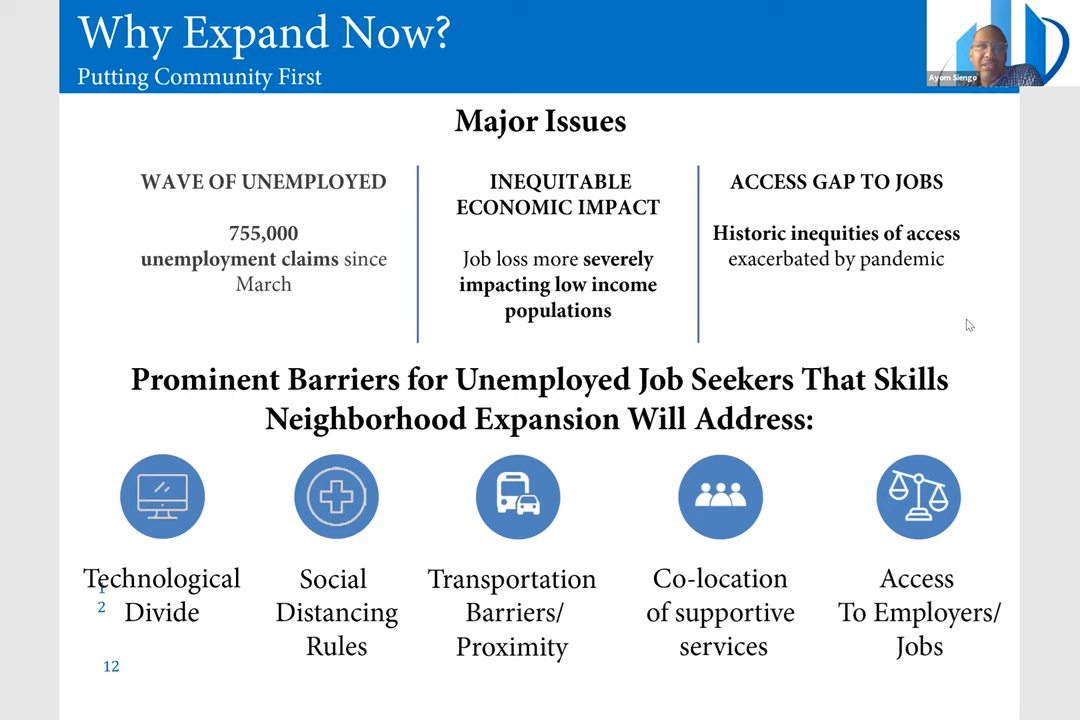 Why Expand Now?
Putting Community First
Ayom Siengo
Major Issues
WAVE OF UNEMPLOYED
755,000
unemployment claims since
March
INEQUITABLE
ECONOMIC IMPACT
Job loss more severely
impacting low income
populations
ACCESS GAP TO JOBS
Historic inequities of access
exacerbated by pandemic
Prominent Barriers for Unemployed Job Seekers That Skills
Neighborhood Expansion Will Address:
Technological
Divide
Social
Distancing
Rules
Transportation
Barriers/
Proximity
Co-location
of supportive
services
Access
To Employers/
Jobs
1
2
12